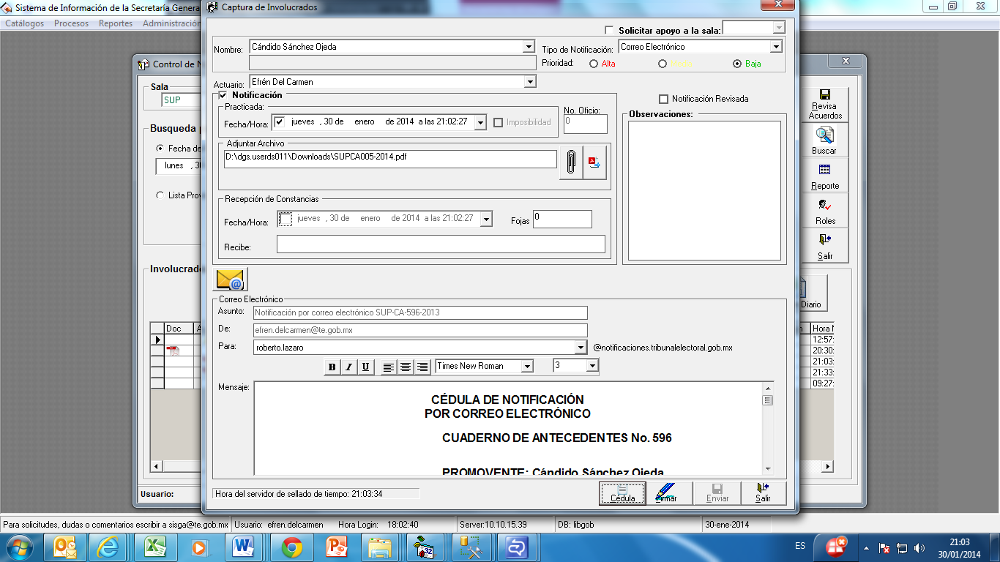 Sistema de Información de la Secretaría Genera
Catálogos Procesos Reportes Administración
Captura de Involucrados
Solicitar apoyo a la sala:
Nombre: Cándido Sánchez Ojeda
Tipo de Notificación: Correo Electrónico
Prioridad: Alta Media Baja
Actuario: Efrén Del Carmen
Notificación
Notificación Revisada
Practicada:
Fecha/Hora: jueves , 30 de enero de 2014 a las 21:02:27
Imposibilidad
No. Oficio:
0
Observaciones:
Adjuntar Archivo
D:\dgs.userds011\Downloads\SUPCA005-2014.pdf
Recepción de Constancias
Fecha/Hora: jueves , 30 de enero de 2014 a las 21:02:27
Fojas 0
Recibe:
Correo Electrónico
Asunto: Notificación por correo electrónico SUP-CA-596-2013
De: efren.delcarmen@te.gob.mx
Para: roberto.lazaro @notificaciones.tribunalelectoral.gob.mx
B I U Times New Roman 3
Mensaje:
CÉDULA DE NOTIFICACIÓN
POR CORREO ELECTRÓNICO
CUADERNO DE ANTECEDENTES No. 596
PROMOVENTE: Cándido Sánchez Ojeda
Hora del servidor de sellado de tiempo: 21:03:34
Cédula Firmar Enviar Salir
Control de N
Sala
SUP
Busqueda p
Fecha de
lunes , 3
Lista Prov
Involucrado
Doc A
Usuario:
Revisa
Acuerdos
Buscar
Reporte
Roles
Salir
Diario
Hora N
12:57:
20:30:
21:03:
21:33:
09:27:
Para solicitudes, dudas o comentarios escribir a sisga@te.gob.mx Usuario: efren.delcarmen Hora Login: 18:02:40 Server:10.10.15.39 DB: libgob 30-ene-2014
ES
21:03
30/01/2014